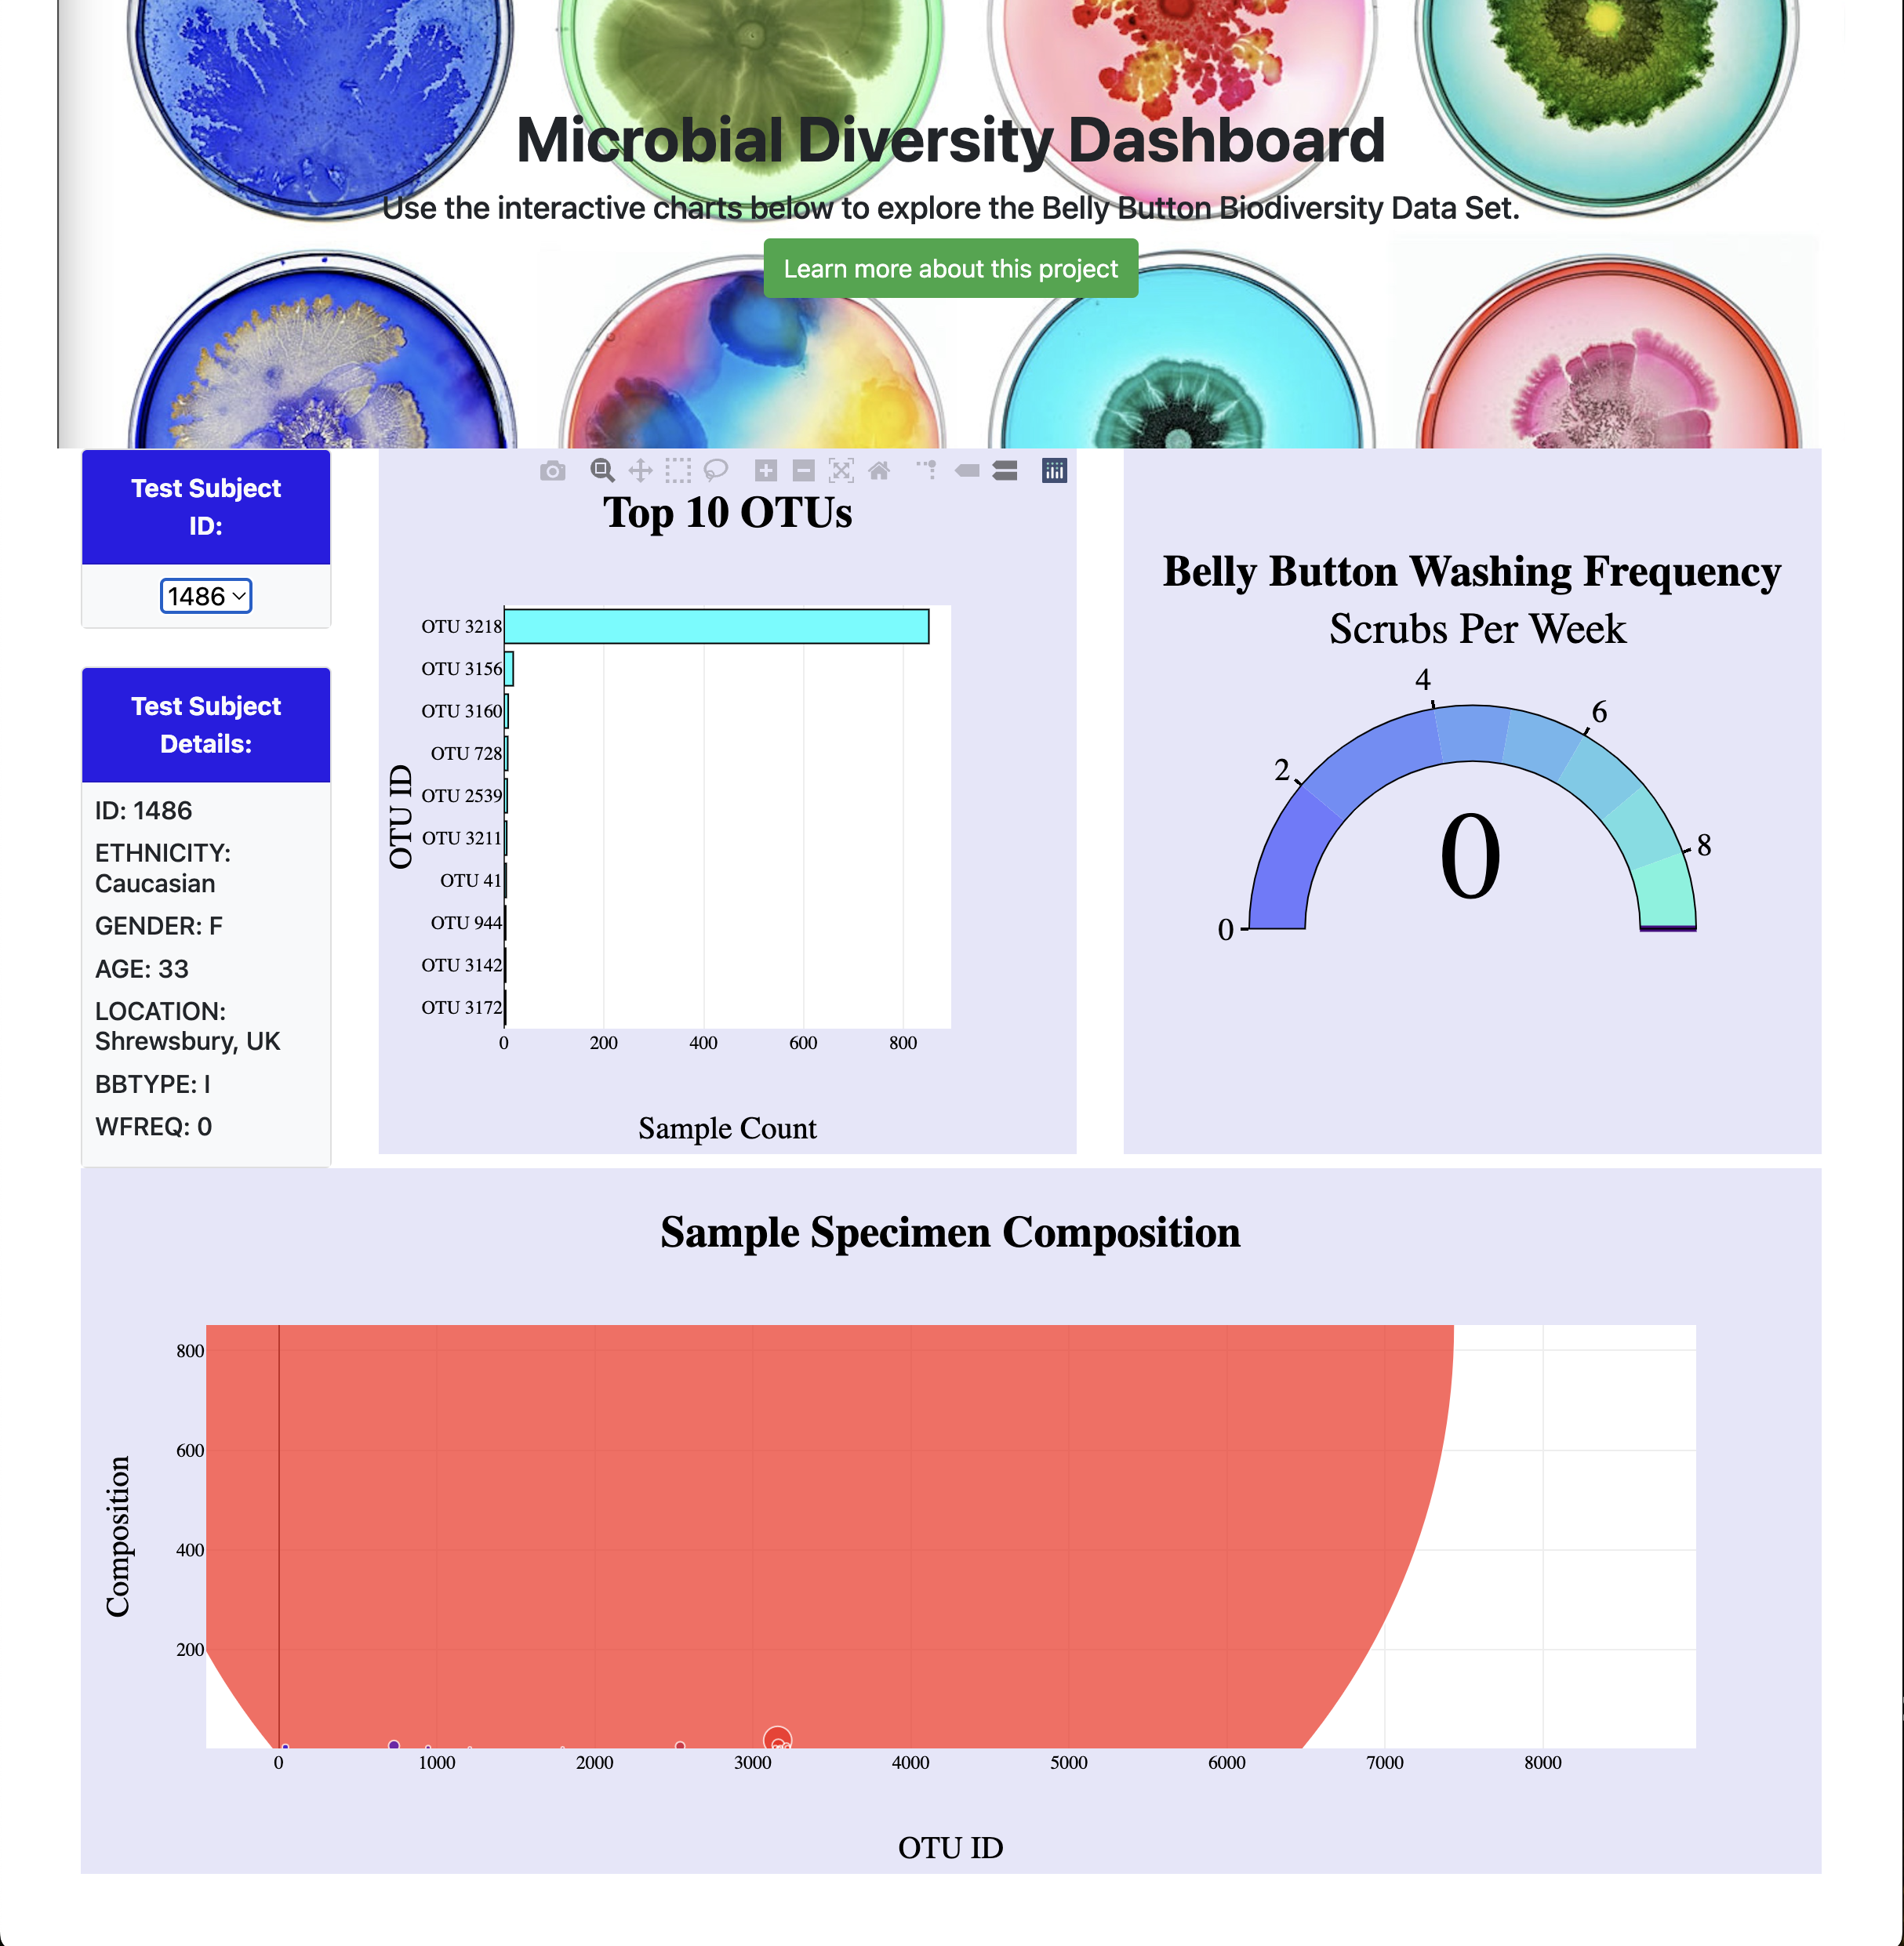 Microbial Diversity Dashboard
Use the interactive charts below to explore the Belly Button Biodiversity Data Set.
Learn more about this project
Test Subject
ID:
1486
Test Subject
Details:
ID: 1486
ETHNICITY:
Caucasian
GENDER: F
AGE: 33
LOCATION:
Shrewsbury, UK
BBTYPE: I
WFREQ: 0
Top 10 OTUs
OTU ID
OTU 3218
OTU 3156
OTU 3160
OTU 728
OTU 2539
OTU 3211
OTU 41
OTU 944
OTU 3142
OTU 3172
0 200 400 600 800
Sample Count
Belly Button Washing Frequency
Scrubs Per Week
0
2
4
6
8
0
Sample Specimen Composition
Composition
800
600
400
200
0 1000 2000 3000 4000 5000 6000 7000 8000
OTU ID